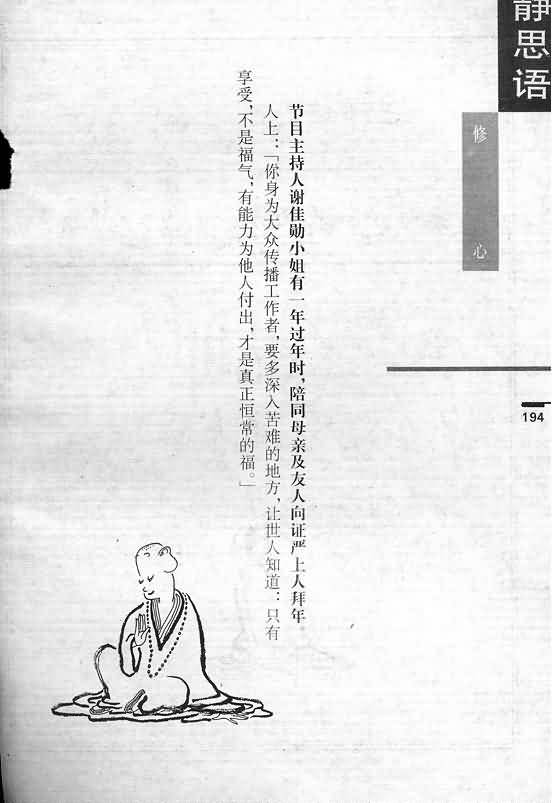 静思语
修心
194
节目主持人谢佳勋小姐有一年过年时，陪同母亲及友人向证严上人拜年
人上：「你身为大众传播工作者，要多深入苦难的地方，让世人知道：只有
享受，不是福气，有能力为他人付出，才是真正恒常的福。」